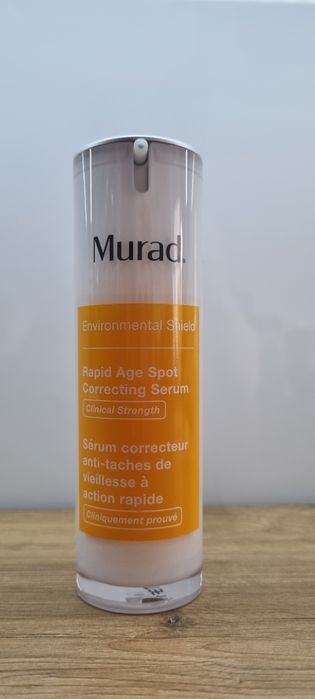 Murad.
Environmental Shield®
Rapid Age Spot
Correcting Serum
Clinical Strength
Sérum correcteur
anti-taches de
vieillesse à
action rapide
Cliniquement prouvé